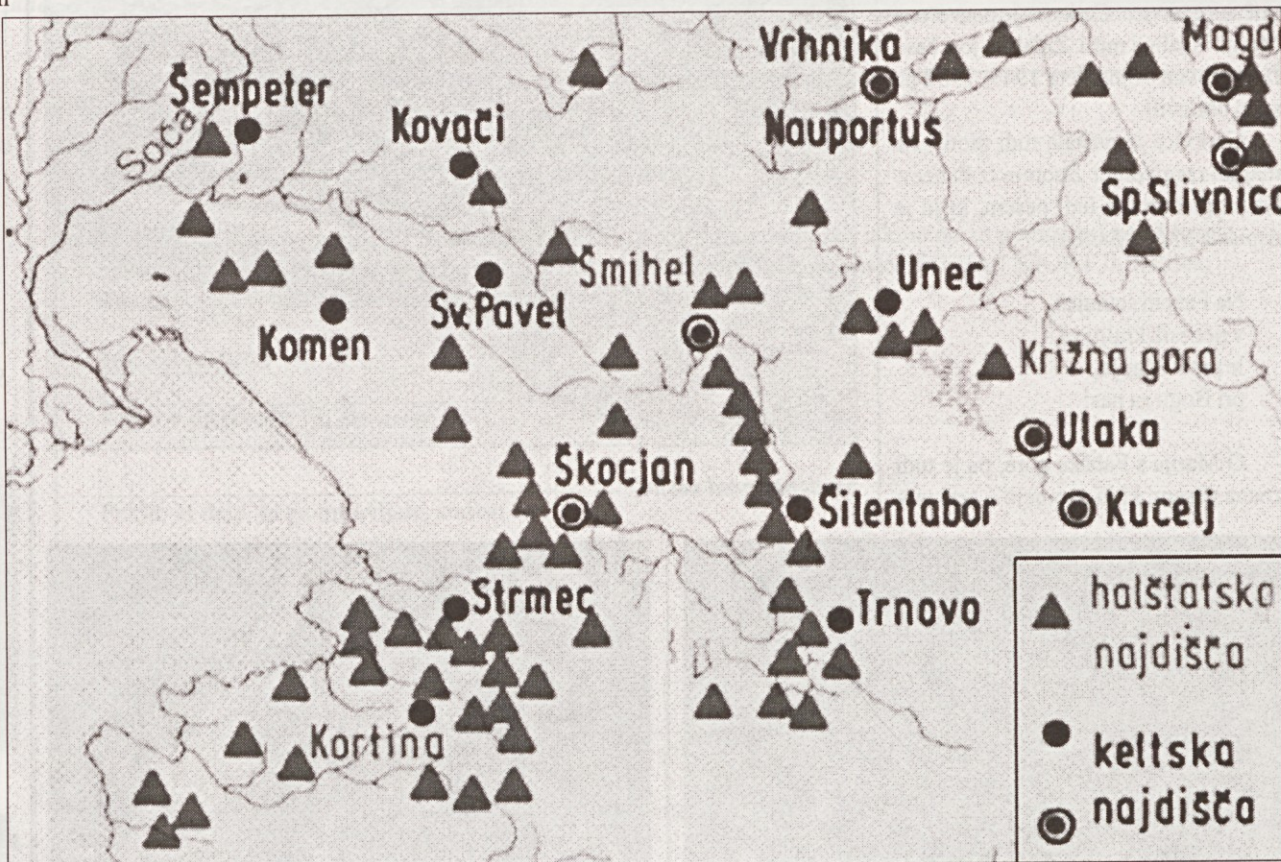 Vrhnika
Šempeter
Soča
Kovači
Nauportus
Sp.Slivnica
Šmihel
Unec
Sv.Pavel
Komen
Križna gora
Ulaka
Škocjan
Šilentabor
Kucelj
Strmec
Trnovo
Kortina
halštatska
najdišča
keltska
najdišča